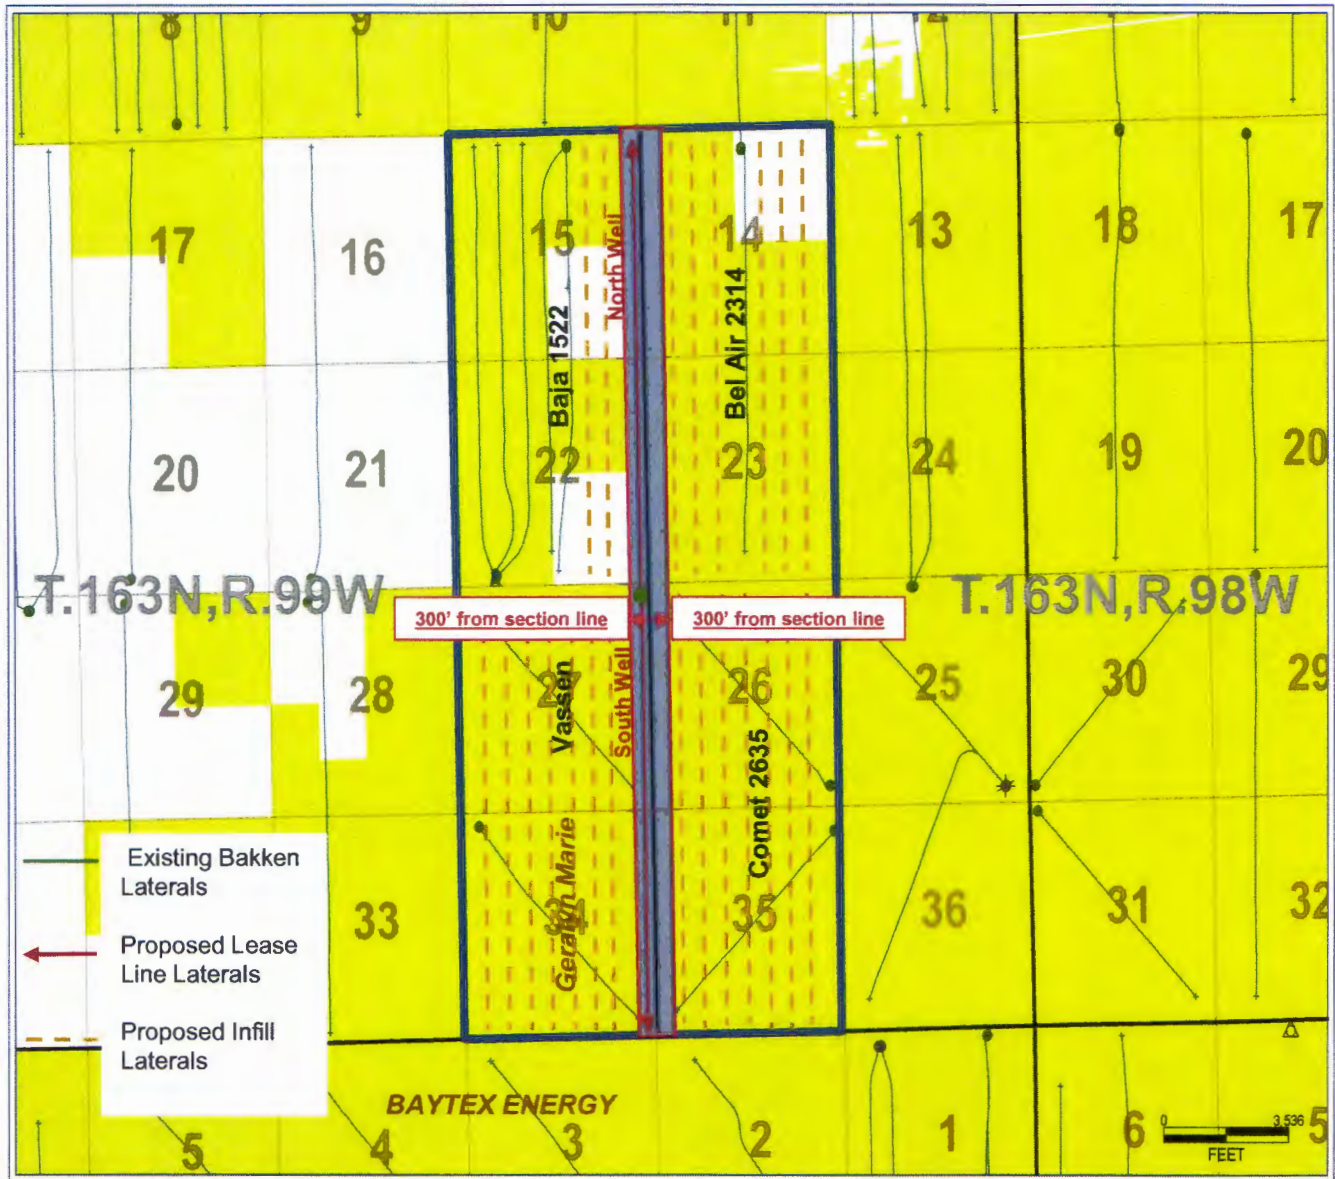 8
9
10
11
12
17
16
15
14
13
18
17
North Well
Baja 1522
Bel Air 2314
20
21
22
23
24
19
20
T.163N,R.99W
T.163N,R.98W
300' from section line
300' from section line
29
28
27
26
25
30
29
Vassen
South Well
Comet 2635
Geralyn Marie
33
34
35
36
31
32
Existing Bakken
Laterals
Proposed Lease
Line Laterals
Proposed Infill
Laterals
BAYTEX ENERGY
5
4
3
2
1
6
5
0
3,536
FEET